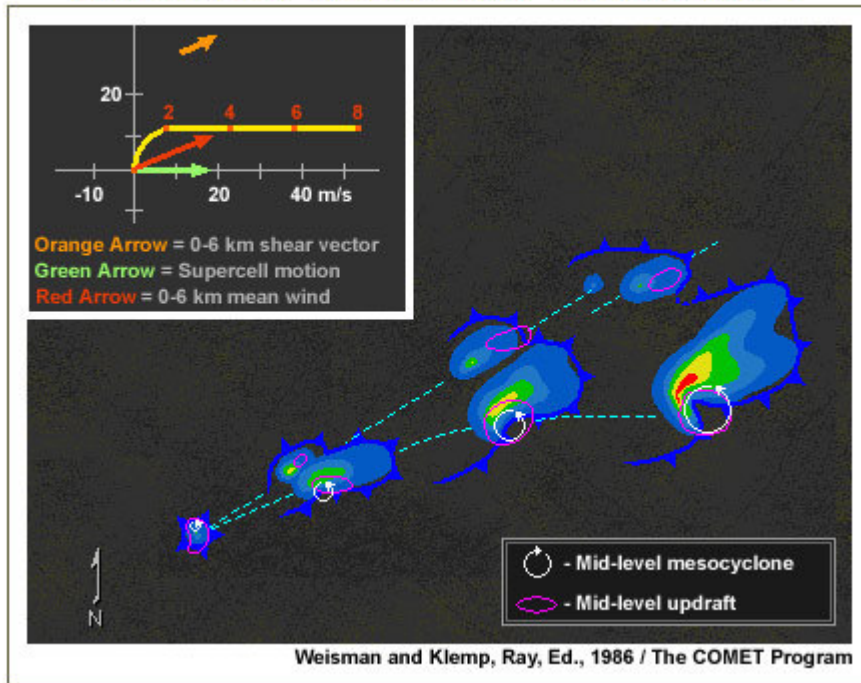 20
2 4 6 8
-10 20 40 m/s
Orange Arrow = 0-6 km shear vector
Green Arrow = Supercell motion
Red Arrow = 0-6 km mean wind
N
- Mid-level mesocyclone
- Mid-level updraft
Weisman and Klemp, Ray, Ed., 1986 / The COMET Program